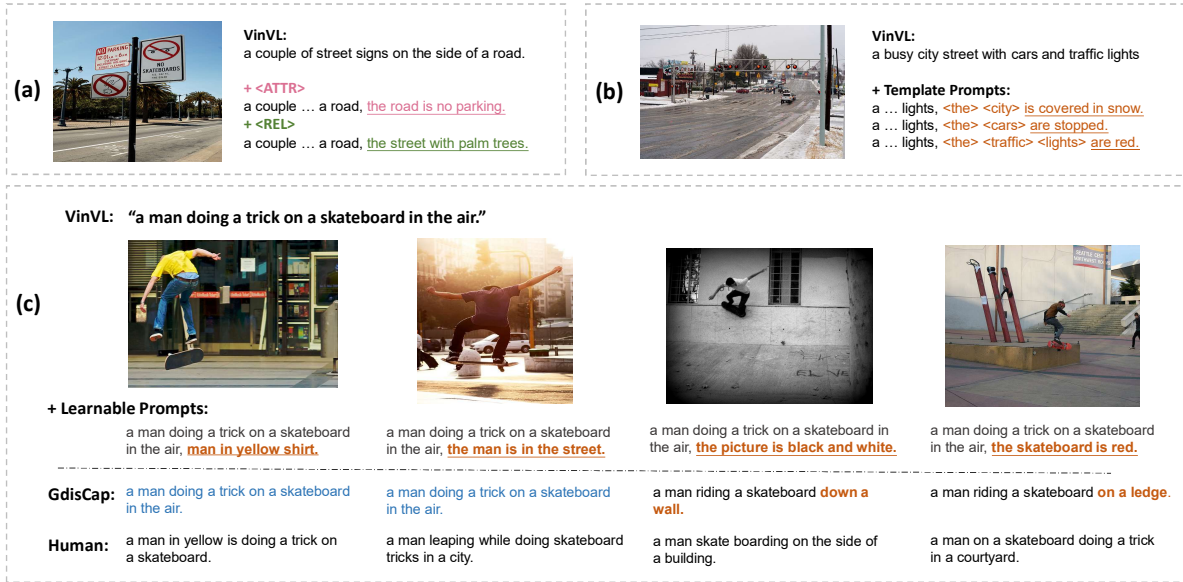 (a)
NO PARKING
NO
SKATEBOARDS
VinVL:
a couple of street signs on the side of a road.
+ <ATTR>
a couple … a road, the road is no parking.
+ <REL>
a couple … a road, the street with palm trees.
(b)
VinVL:
a busy city street with cars and traffic lights
+ Template Prompts:
a … lights, <the> <city> is covered in snow.
a … lights, <the> <cars> are stopped.
a … lights, <the> <traffic> <lights> are red.
(c)
VinVL: “a man doing a trick on a skateboard in the air.”
EL
SEATTLE
+ Learnable Prompts:
a man doing a trick on a skateboard
in the air, man in yellow shirt.
a man doing a trick on a skateboard
in the air, the man is in the street.
a man doing a trick on a skateboard in
the air, the picture is black and white.
a man doing a trick on a skateboard
in the air, the skateboard is red.
GdisCap:
a man doing a trick on a skateboard
in the air.
a man doing a trick on a skateboard
in the air.
a man riding a skateboard down a
wall.
a man riding a skateboard on a ledge.
Human:
a man in yellow is doing a trick on
a skateboard.
a man leaping while doing skateboard
tricks in a city.
a man skate boarding on the side of
a building.
a man on a skateboard doing a trick
in a courtyard.